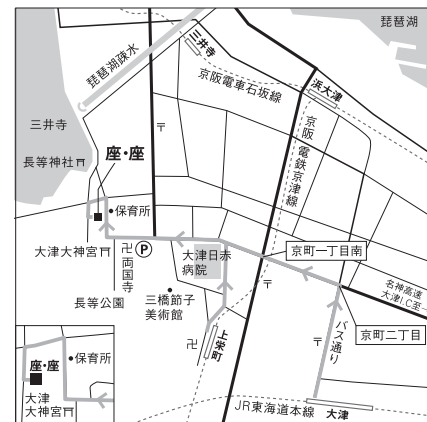 琵琶湖
三井寺
琵琶湖疏水
京阪電車石坂線
浜大津
三井寺
長等神社
座・座
京阪
電鉄京津線
保育所
大津大神宮
卍両国寺
P
大津日赤
病院
京町一丁目南
名神高速
大津I.C至
長等公園
三橋節子
美術館
上栄町
卍
バス通り
京町二丁目
座・座
保育所
大津
大神宮
JR東海道本線
大津